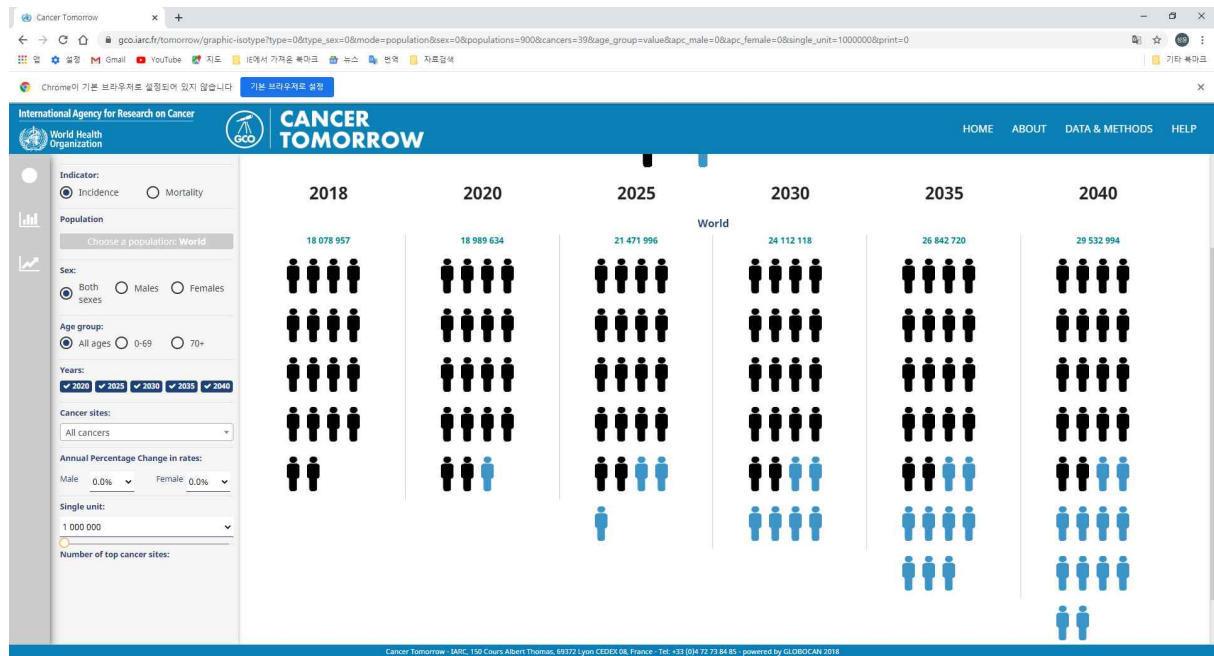 Cancer Tomorrow
gco.iarc.fr/tomorrow/graphic-isotype?type=0&type_sex=0&mode=population&sex=0&populations=900&cancers=39&age_group=value&apc_male=0&apc_female=0&single_unit=1000000&print=0
앱 설정 Gmail YouTube 지도 IE에서 가져온 북마크 뉴스 번역 자료검색 기타 북마크
Chrome이 기본 브라우저로 설정되어 있지 않습니다 기본 브라우저로 설정
International Agency for Research on Cancer
World Health
Organization
GCO
CANCER
TOMORROW
HOME ABOUT DATA & METHODS HELP
Indicator:
Incidence Mortality
Population
Choose a population: World
Sex:
Both sexes Males Females
Age group:
All ages 0-69 70+
Years:
2020 2025 2030 2035 2040
Cancer sites:
All cancers
Annual Percentage Change in rates:
Male 0.0% Female 0.0%
Single unit:
1 000 000
Number of top cancer sites:
2018 2020 2025 2030 2035 2040
World
18 078 957 18 989 634 21 471 996 24 112 118 26 842 720 29 532 994
Cancer Tomorrow - IARC, 150 Cours Albert Thomas, 69372 Lyon CEDEX 08, France - Tel: +33 (0)4 72 73 84 85 - powered by GLOBOCAN 2018